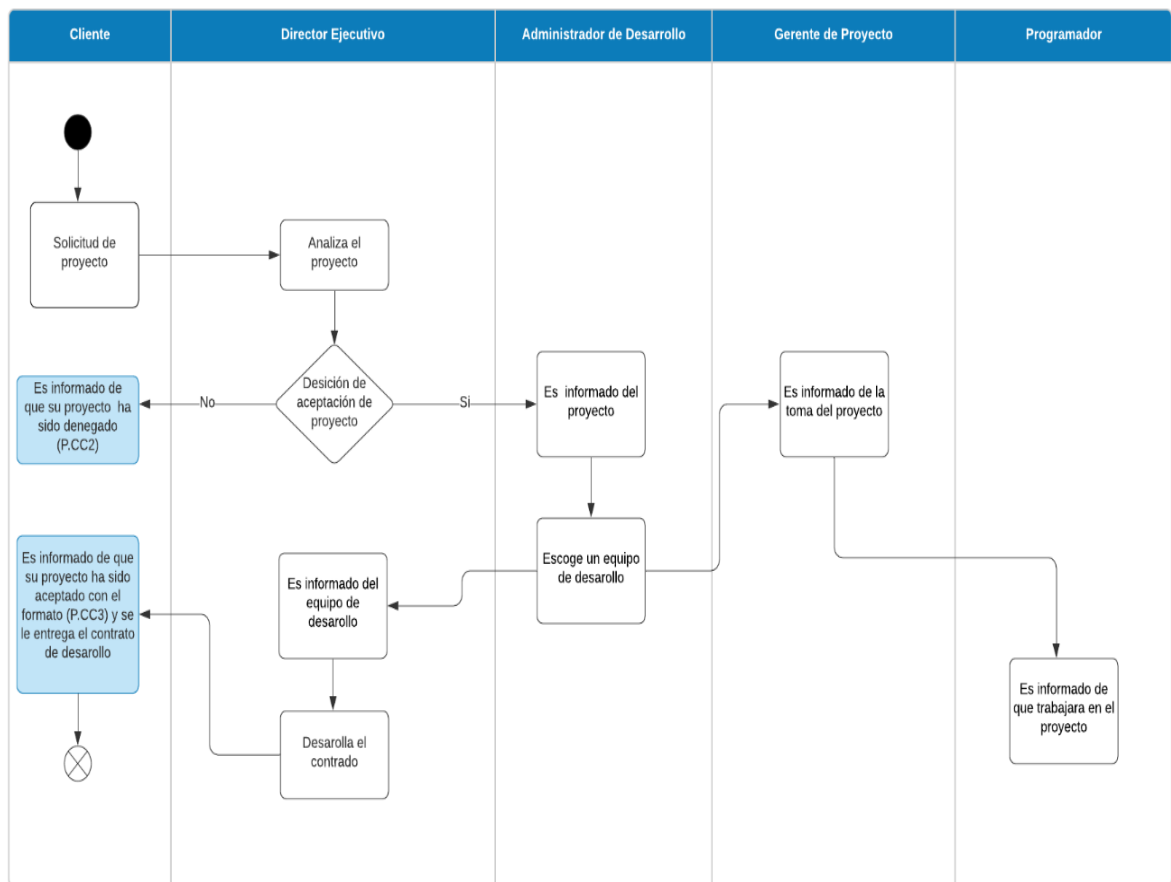 Cliente
Director Ejecutivo
Administrador de Desarrollo
Gerente de Proyecto
Programador
Solicitud de
proyecto
Analiza el
proyecto
Desición de
aceptación de
proyecto
No
Si
Es informado de
que su proyecto ha
sido denegado
(P.CC2)
Es informado del
proyecto
Es informado de la
toma del proyecto
Escoge un equipo
de desarollo
Es informado del
equipo de
desarollo
Es informado de que
su proyecto ha sido
aceptado con el
formato (P.CC3) y se
le entrega el contrato
de desarollo
Desarolla el
contrado
Es informado de
que trabajara en el
proyecto